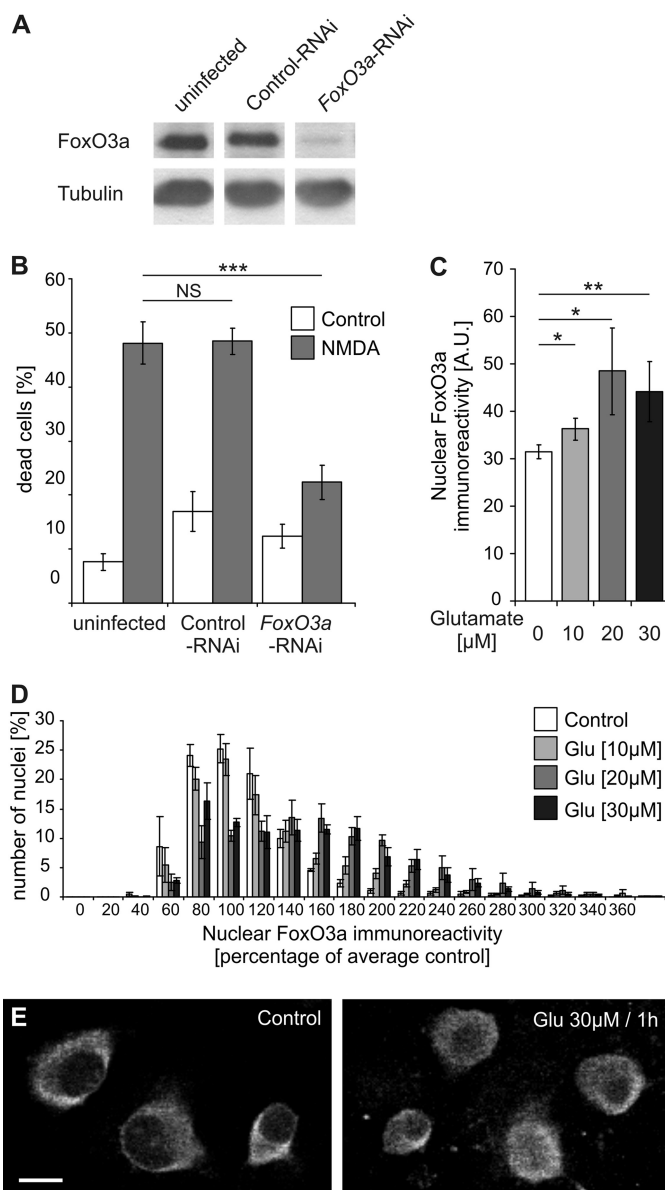 A
uninfected
Control-RNAi
FoxO3a-RNAi
FoxO3a
Tubulin
B
60
50
40
30
20
10
0
dead cells [%]
***
NS
Control
NMDA
uninfected
Control
-RNAi
FoxO3a
-RNAi
C
70
60
50
40
30
20
10
0
Nuclear FoxO3a
immunoreactivity [A.U.]
**
*
*
Glutamate
[µM]
0 10 20 30
D
30
25
20
15
10
5
0
number of nuclei [%]
Control
Glu [10µM]
Glu [20µM]
Glu [30µM]
0 20 40 60 80 100 120 140 160 180 200 220 240 260 280 300 320 340 360
Nuclear FoxO3a immunoreactivity
[percentage of average control]
E
Control
Glu 30µM / 1h